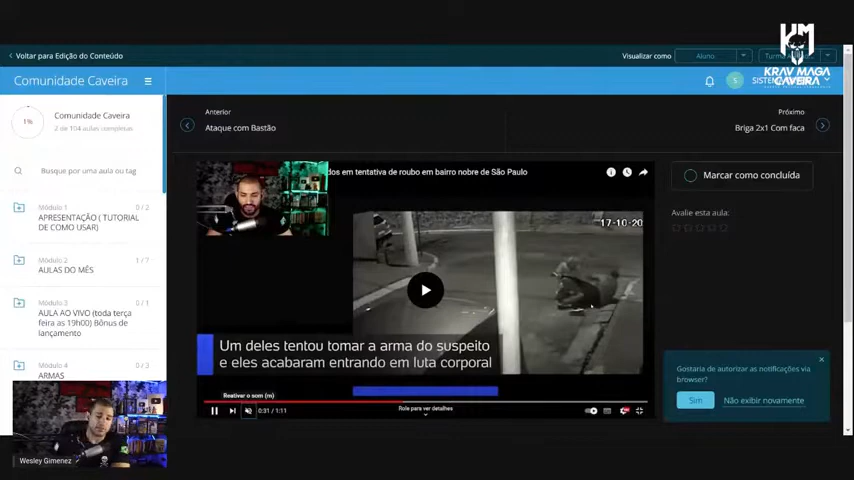 Voltar para Edição do Conteúdo
Visualizar como
Aluno
KM
KRAV MAGA
CAVEIRA
Comunidade Caveira
1%
Comunidade Caveira
2 de 104 aulas completas
Busque por uma aula ou tag
Módulo 1
0 / 2
APRESENTAÇÃO ( TUTORIAL
DE COMO USAR)
Módulo 2
1 / 7
AULAS DO MÊS
Módulo 3
0 / 1
AULA AO VIVO (toda terça
feira as 19h00) Bônus de
lançamento
Módulo 4
0 / 3
ARMAS
Wesley Gimenez
Anterior
Ataque com Bastão
Próximo
Briga 2x1 Com faca
dos em tentativa de roubo em bairro nobre de São Paulo
17-10-20
Um deles tentou tomar a arma do suspeito
e eles acabaram entrando em luta corporal
Reativar o som (m)
0:31 / 1:11
Role para ver detalhes
Marcar como concluída
Avalie esta aula:
Gostaria de autorizar as notificações via
browser?
Sim
Não exibir novamente